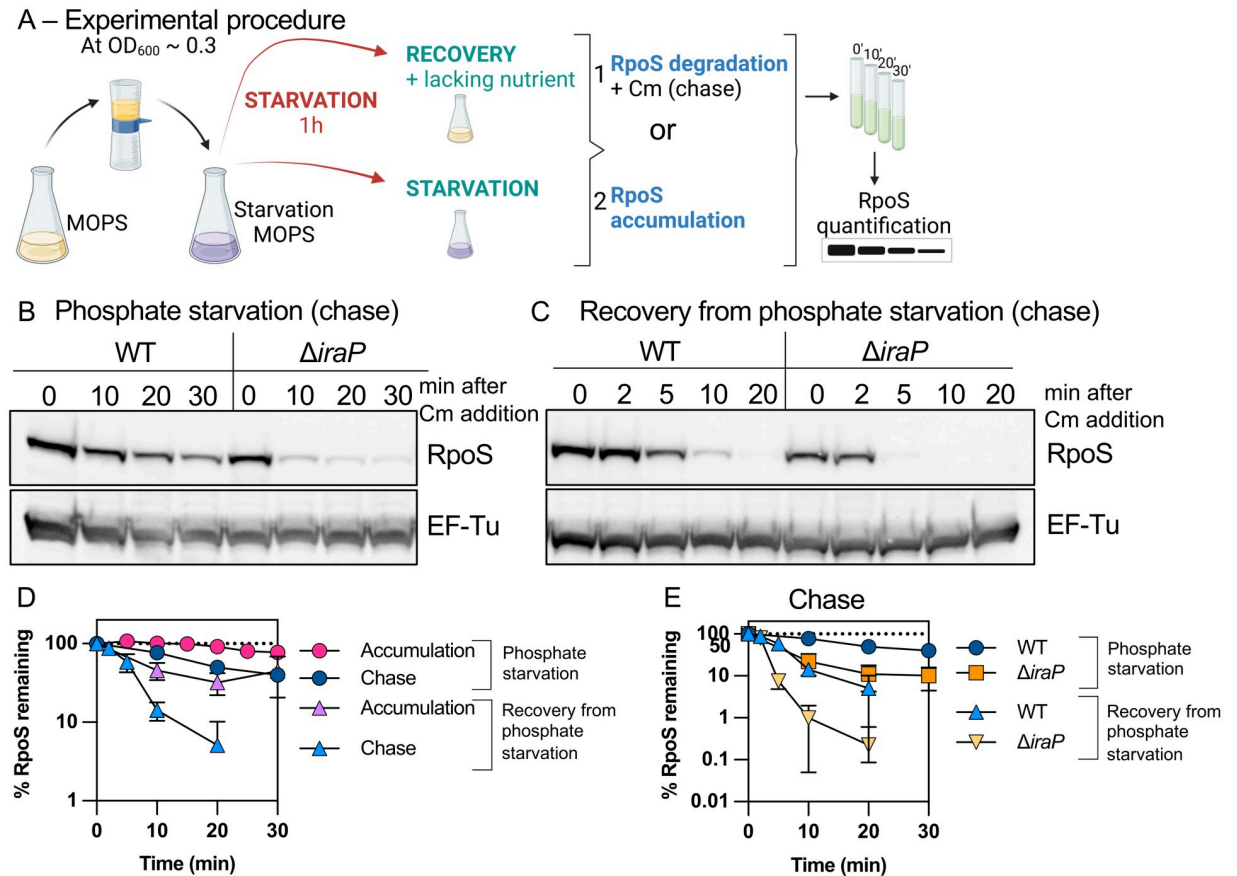 A – Experimental procedure
At OD₆₀₀ ~ 0.3
MOPS
Starvation
MOPS
STARVATION
1h
RECOVERY
+ lacking nutrient
STARVATION
1 RpoS degradation
+ Cm (chase)
or
2 RpoS
accumulation
0' 10' 20' 30'
RpoS
quantification
B Phosphate starvation (chase)
WT ΔiraP
0 10 20 30 0 10 20 30 min after
Cm addition
RpoS
EF-Tu
C Recovery from phosphate starvation (chase)
WT ΔiraP
0 2 5 10 20 0 2 5 10 20 min after
Cm addition
RpoS
EF-Tu
D
% RpoS remaining
100
10
1
0 10 20 30
Time (min)
Accumulation
Chase
Phosphate
starvation
Accumulation
Chase
Recovery from
phosphate
starvation
E Chase
% RpoS remaining
100
50
10
1
0.1
0.01
0 10 20 30
Time (min)
WT
ΔiraP
Phosphate
starvation
WT
ΔiraP
Recovery from
phosphate
starvation